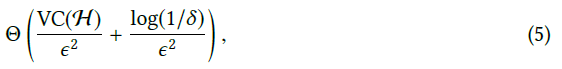 Θ ( VC(ℋ)/ϵ² + log(1/δ)/ϵ² ) , (5)